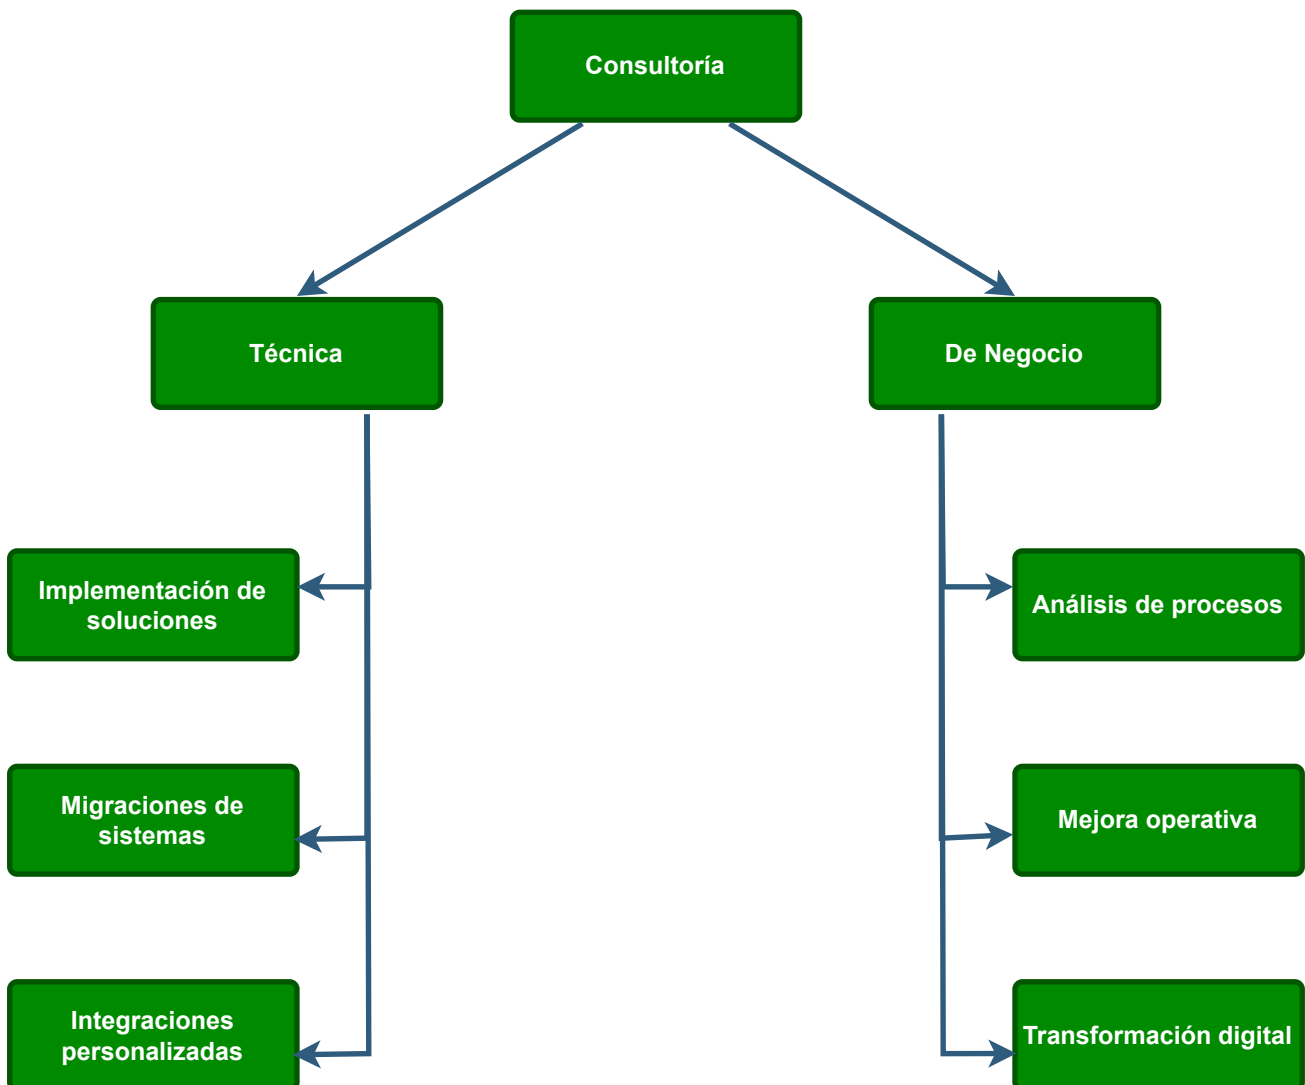 Consultoría
Técnica
De Negocio
Implementación de
soluciones
Análisis de procesos
Migraciones de
sistemas
Mejora operativa
Integraciones
personalizadas
Transformación digital